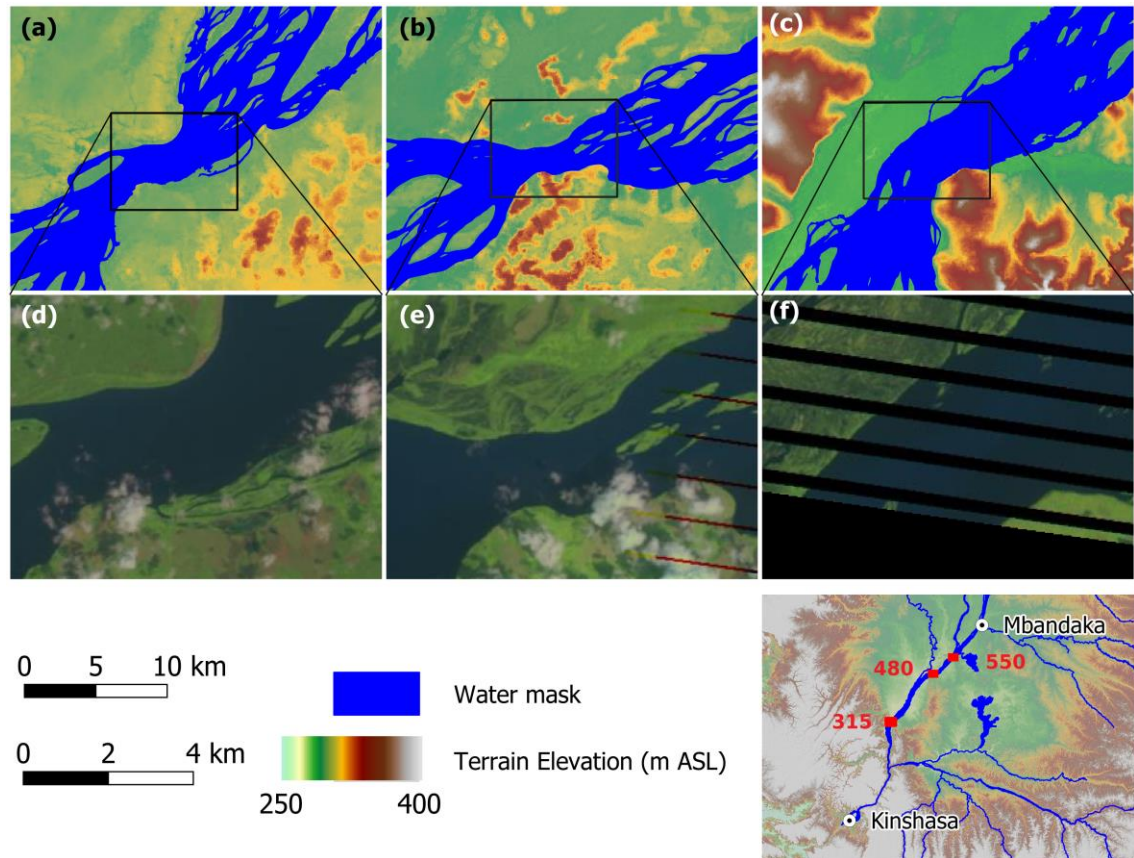 (a)
(b)
(c)
(d)
(e)
(f)
0 5 10 km
0 2 4 km
Water mask
Terrain Elevation (m ASL)
250 400
Mbandaka
480
550
315
Kinshasa